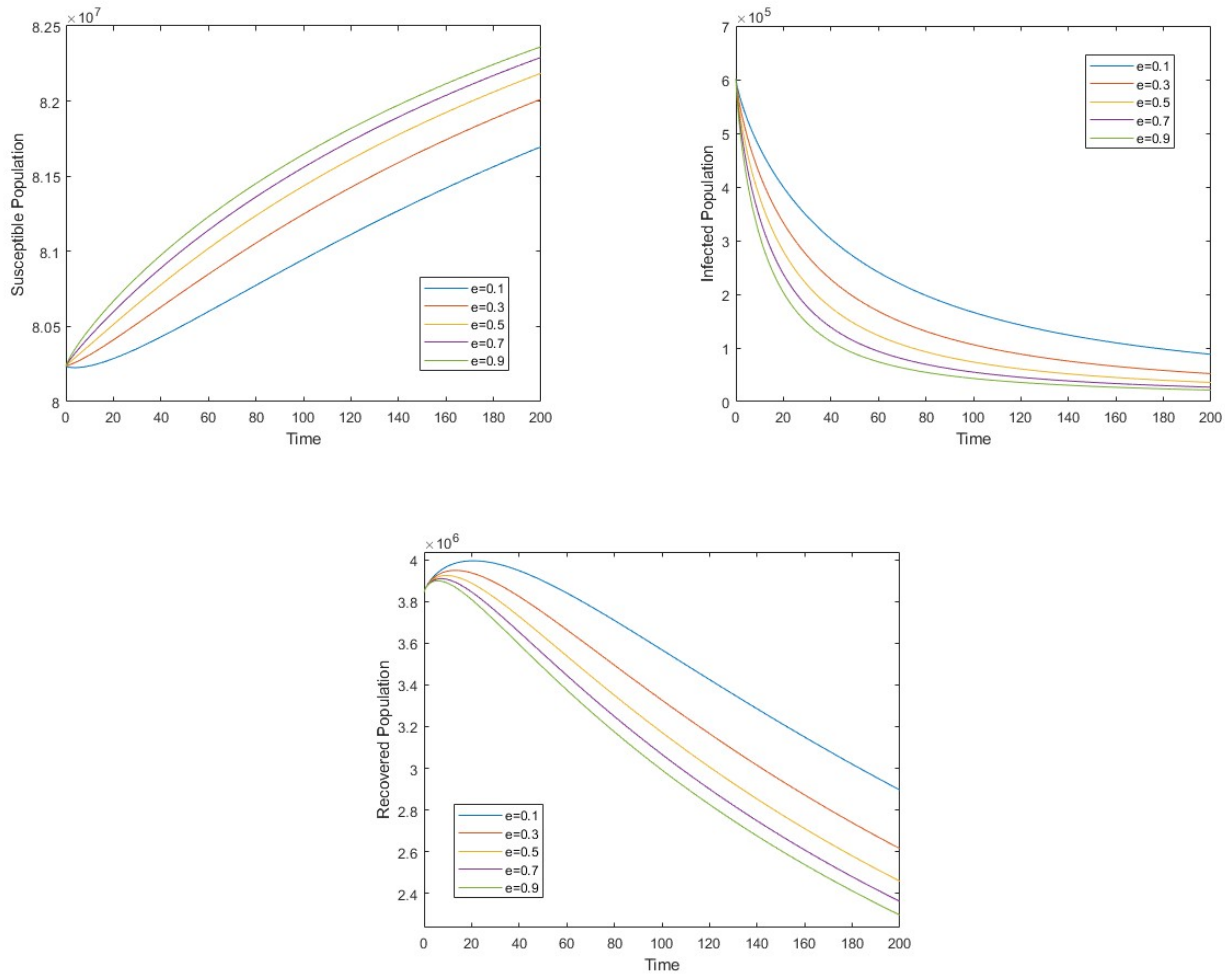 ×10^7
8.25
8.2
8.15
8.1
8.05
8
0 20 40 60 80 100 120 140 160 180 200
Time
Susceptible Population
e=0.1
e=0.3
e=0.5
e=0.7
e=0.9
×10^5
7
6
5
4
3
2
1
0
0 20 40 60 80 100 120 140 160 180 200
Time
Infected Population
e=0.1
e=0.3
e=0.5
e=0.7
e=0.9
×10^6
4
3.8
3.6
3.4
3.2
3
2.8
2.6
2.4
0 20 40 60 80 100 120 140 160 180 200
Time
Recovered Population
e=0.1
e=0.3
e=0.5
e=0.7
e=0.9